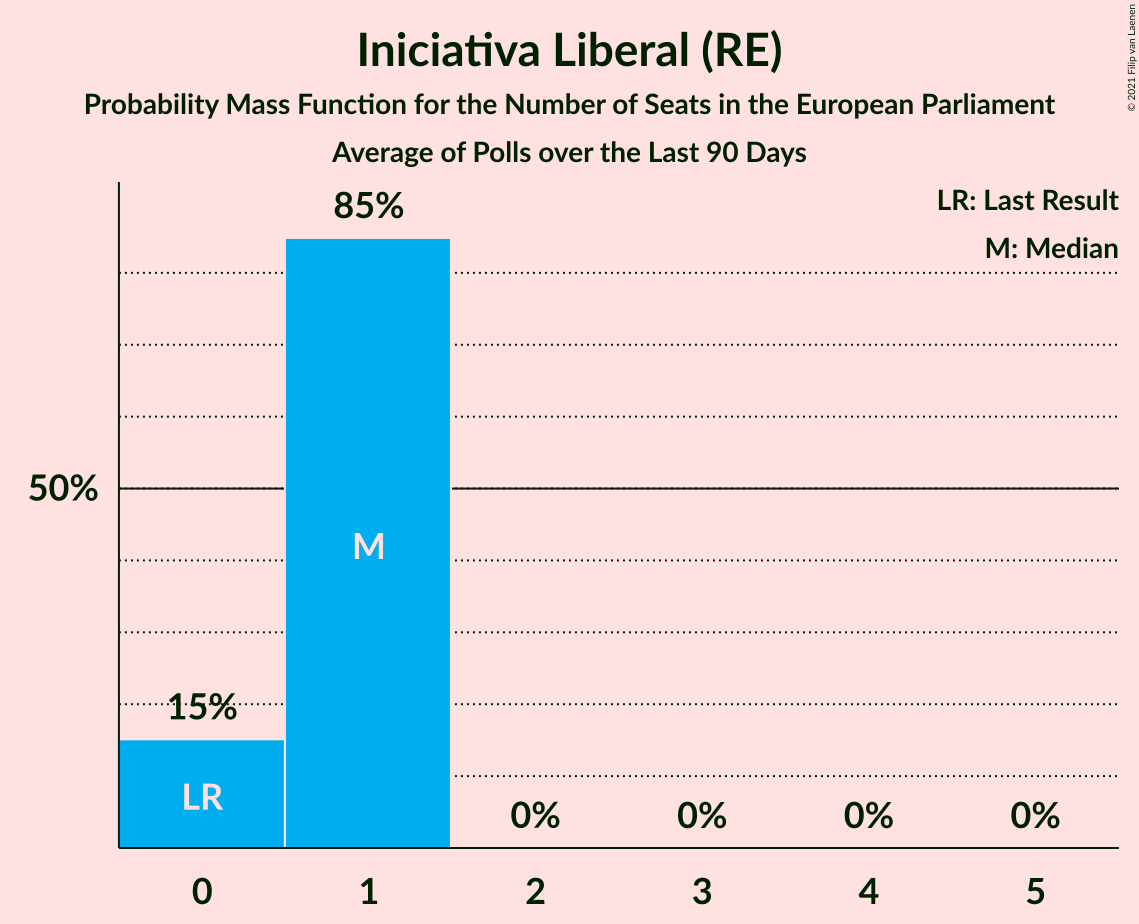 Iniciativa Liberal (RE)
Probability Mass Function for the Number of Seats in the European Parliament
Average of Polls over the Last 90 Days
© 2021 Filip van Laenen
LR: Last Result
M: Median
85%
50%
M
15%
LR
0%
0%
0%
0%
0
1
2
3
4
5